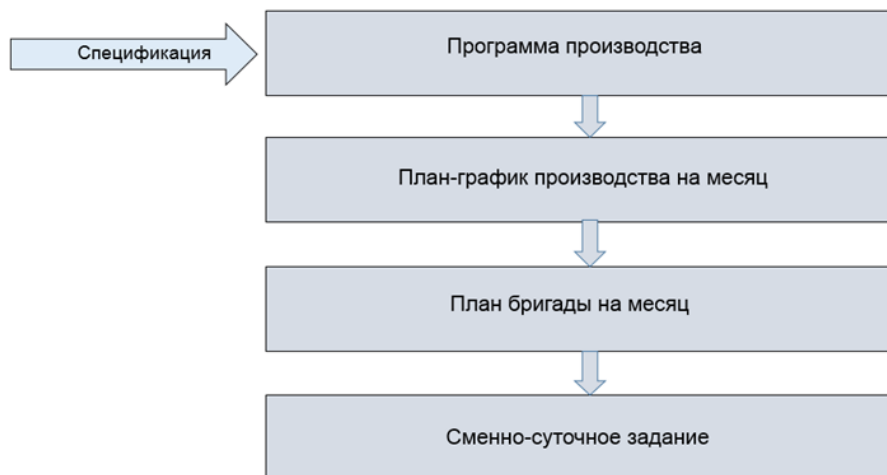 Спецификация
Программа производства
План-график производства на месяц
План бригады на месяц
Сменно-суточное задание